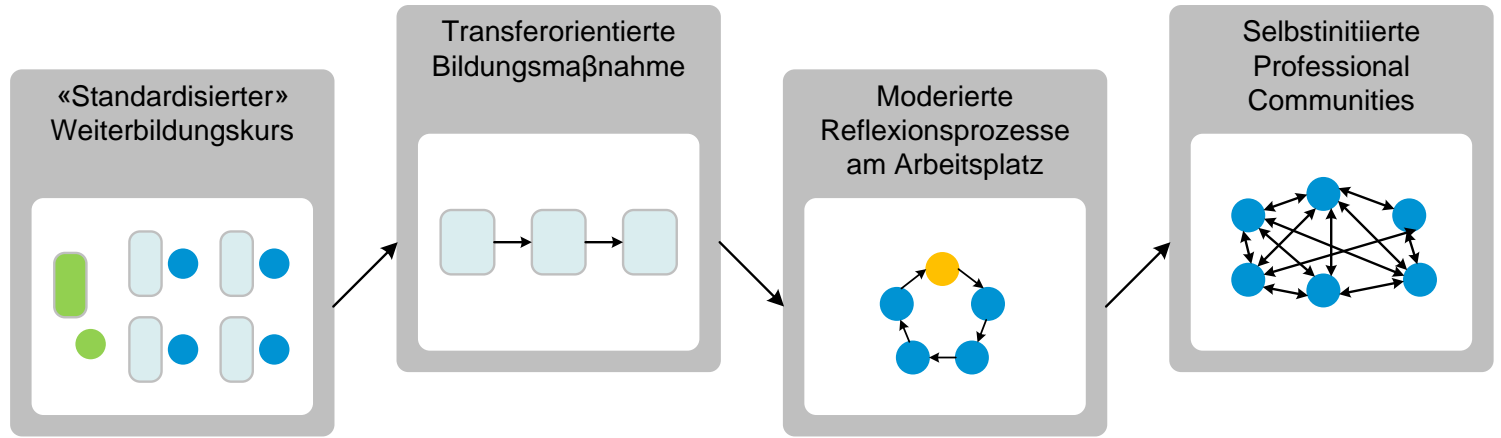 «Standardisierter»
Weiterbildungskurs
Transferorientierte
Bildungsmaβnahme
Moderierte
Reflexionsprozesse
am Arbeitsplatz
Selbstinitiierte
Professional
Communities